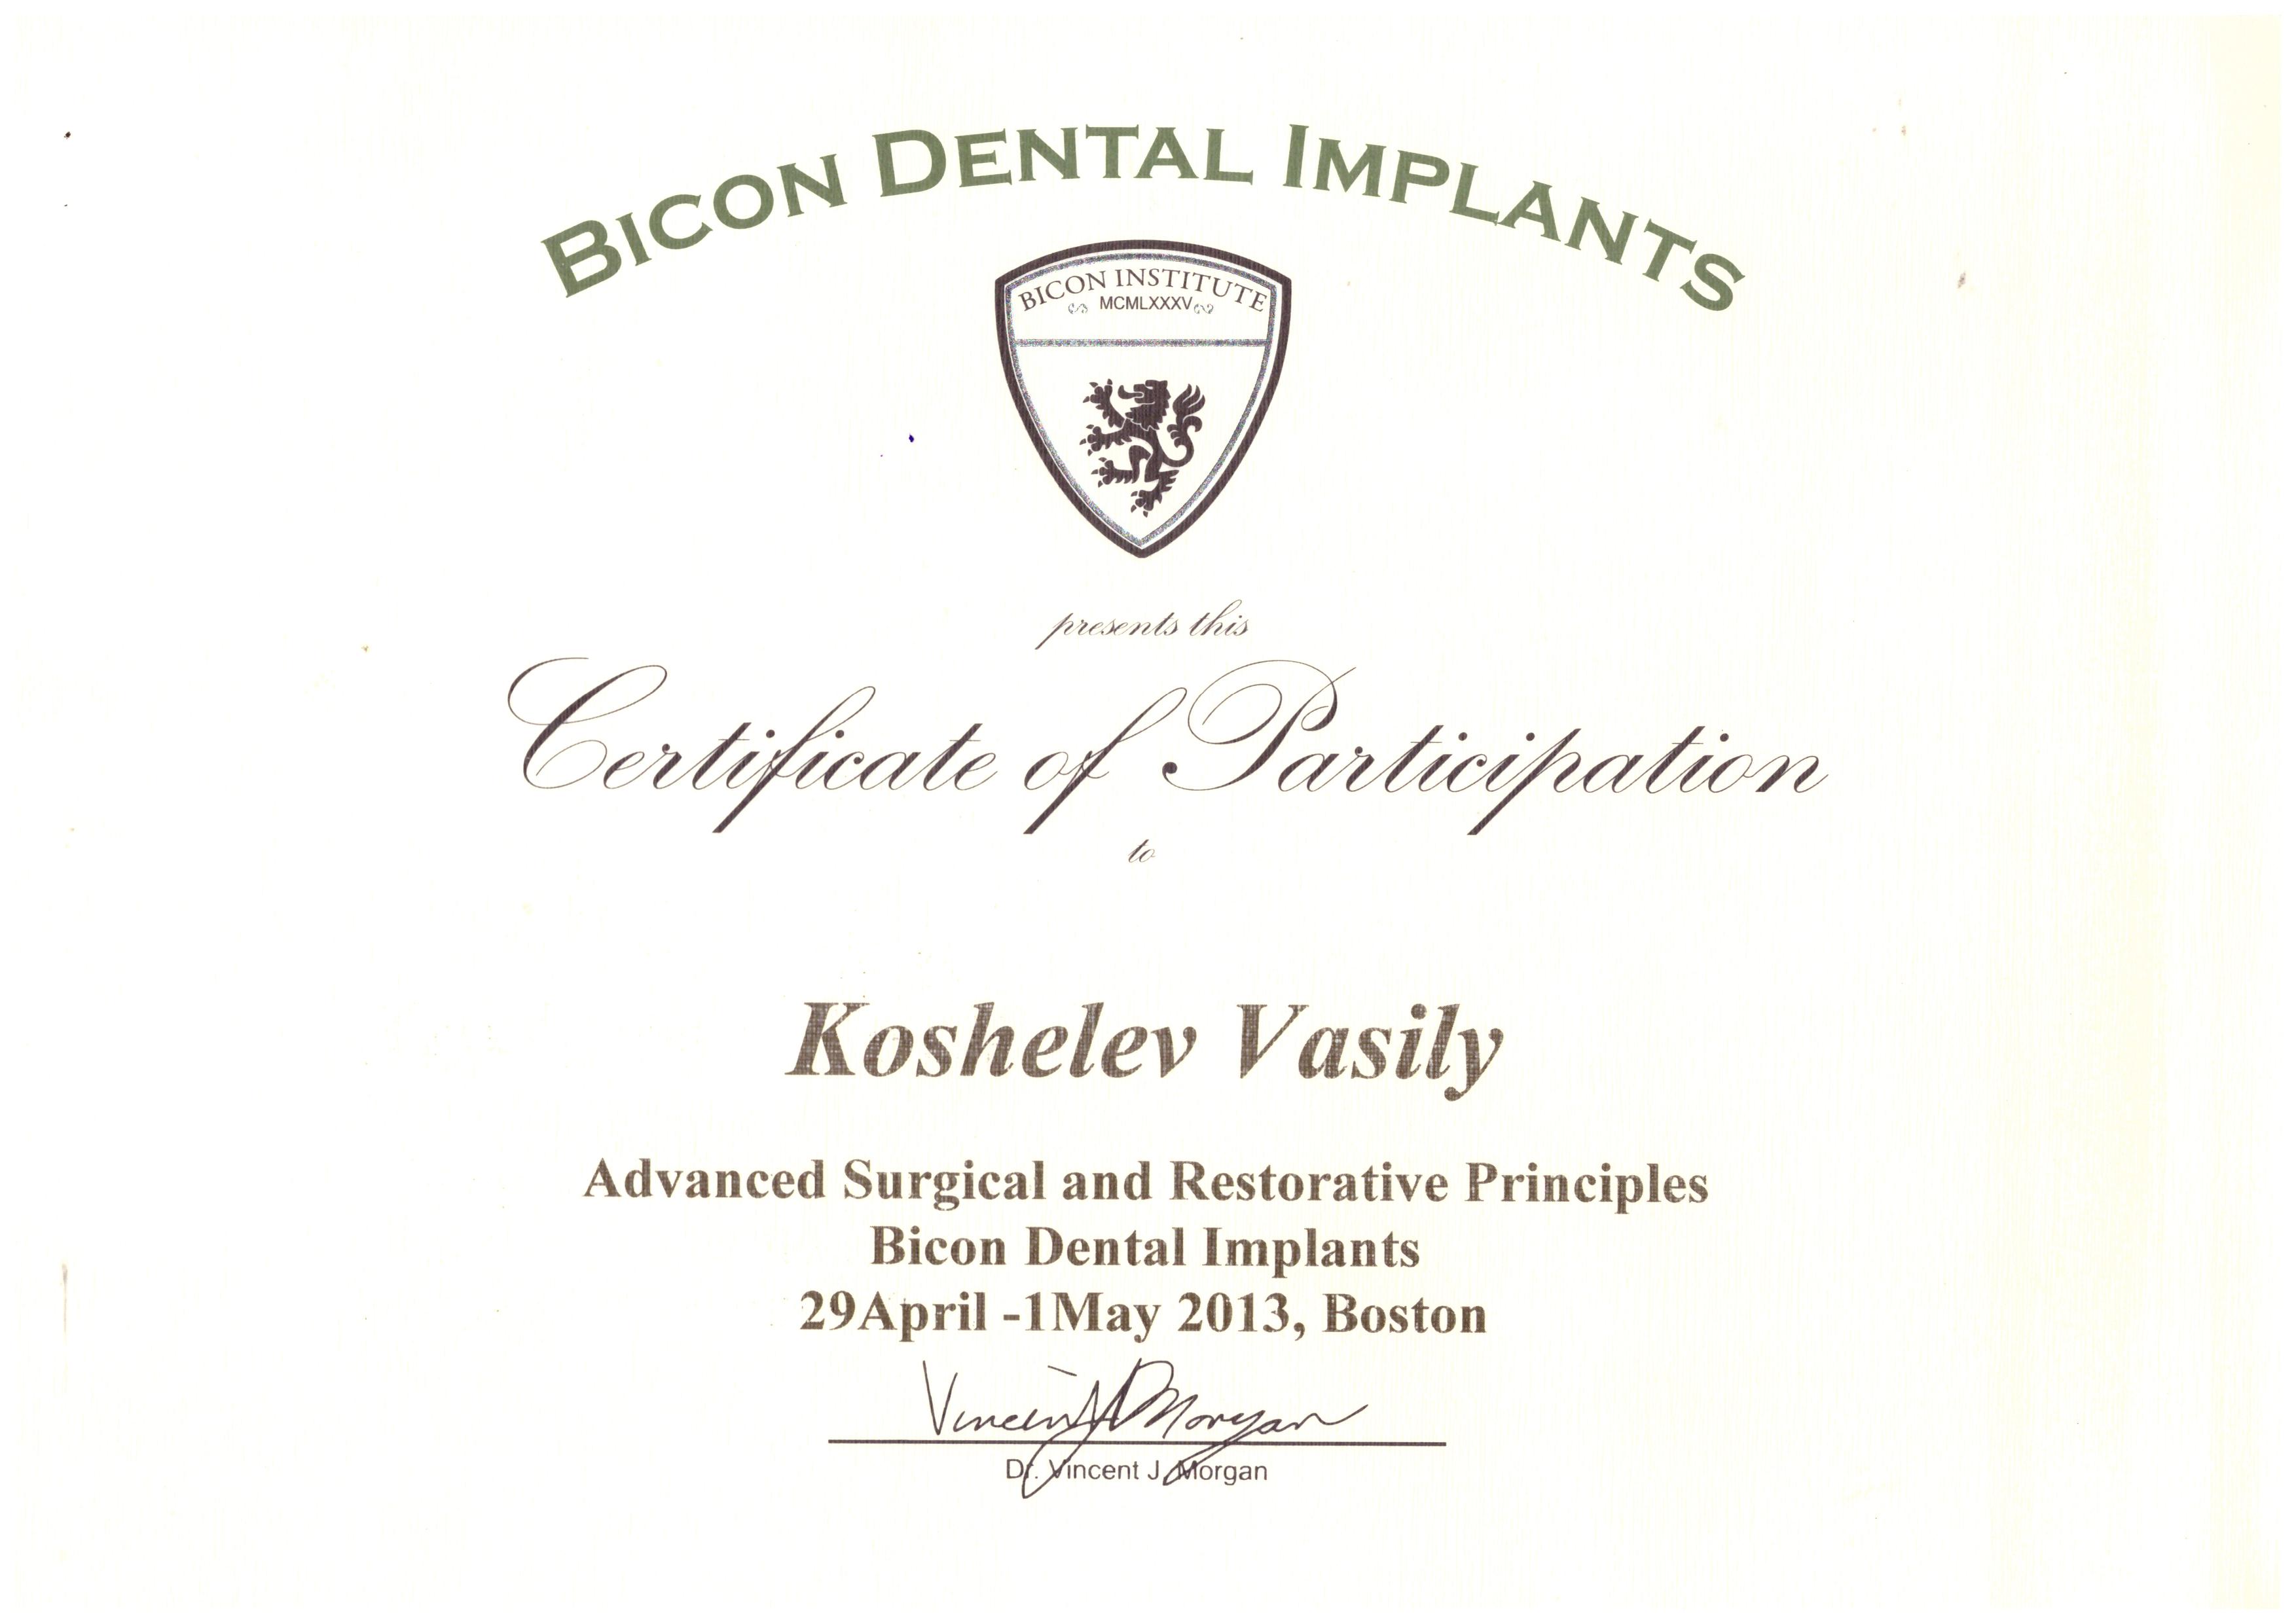 BICON DENTAL IMPLANTS
BICON INSTITUTE
MCMLXXXV
presents this
Certificate of Participation
to
Koshelev Vasily
Advanced Surgical and Restorative Principles
Bicon Dental Implants
29April -1May 2013, Boston
Vincent J Morgan
Dr. Vincent J. Morgan